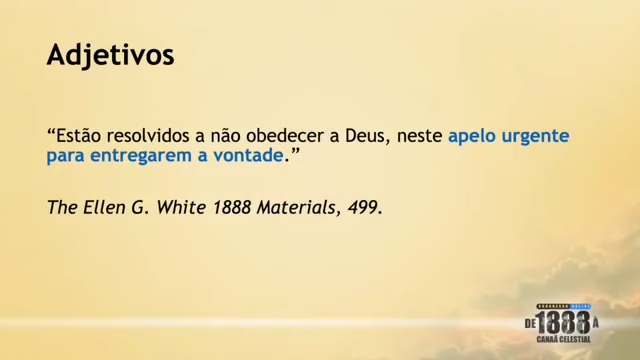 Adjetivos
“Estão resolvidos a não obedecer a Deus, neste apelo urgente
para entregarem a vontade.”
The Ellen G. White 1888 Materials, 499.
DE 1888 À
CANAÃ CELESTIAL